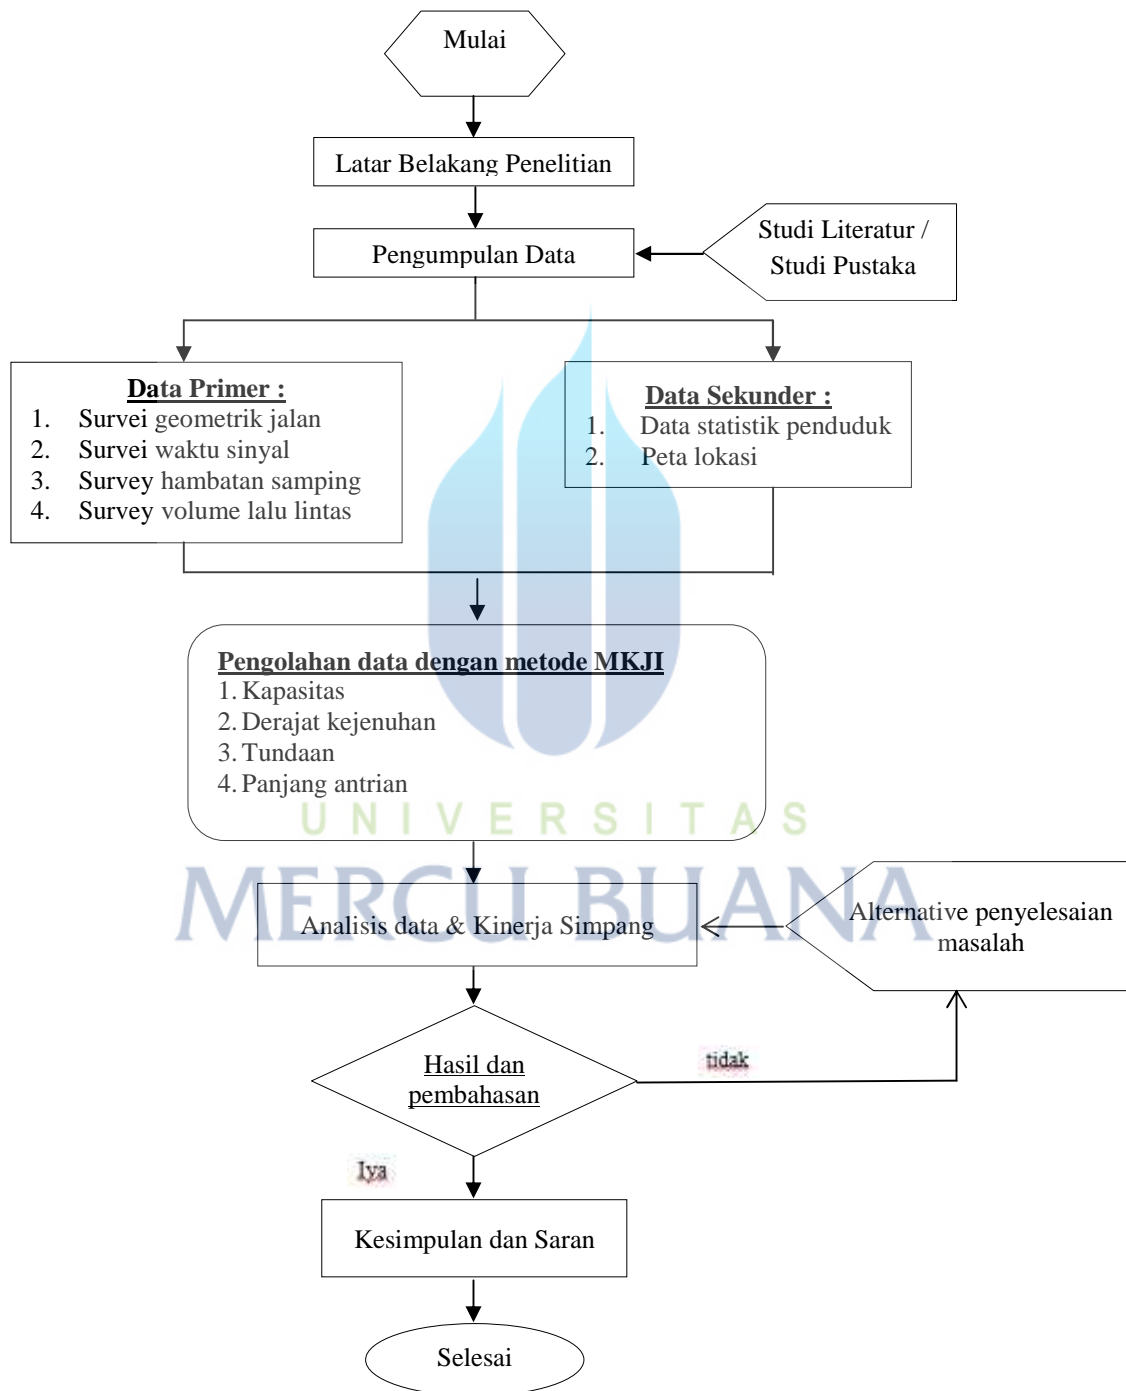 Mulai
Latar Belakang Penelitian
Pengumpulan Data
Studi Literatur /
Studi Pustaka
Data Primer :
1. Survei geometrik jalan
2. Survei waktu sinyal
3. Survey hambatan samping
4. Survey volume lalu lintas
Data Sekunder :
1. Data statistik penduduk
2. Peta lokasi
Pengolahan data dengan metode MKJI
1. Kapasitas
2. Derajat kejenuhan
3. Tundaan
4. Panjang antrian
UNIVERSITAS
MERCU BUANA
Analisis data & Kinerja Simpang
Alternative penyelesaian
masalah
Hasil dan
pembahasan
tidak
Iya
Kesimpulan dan Saran
Selesai